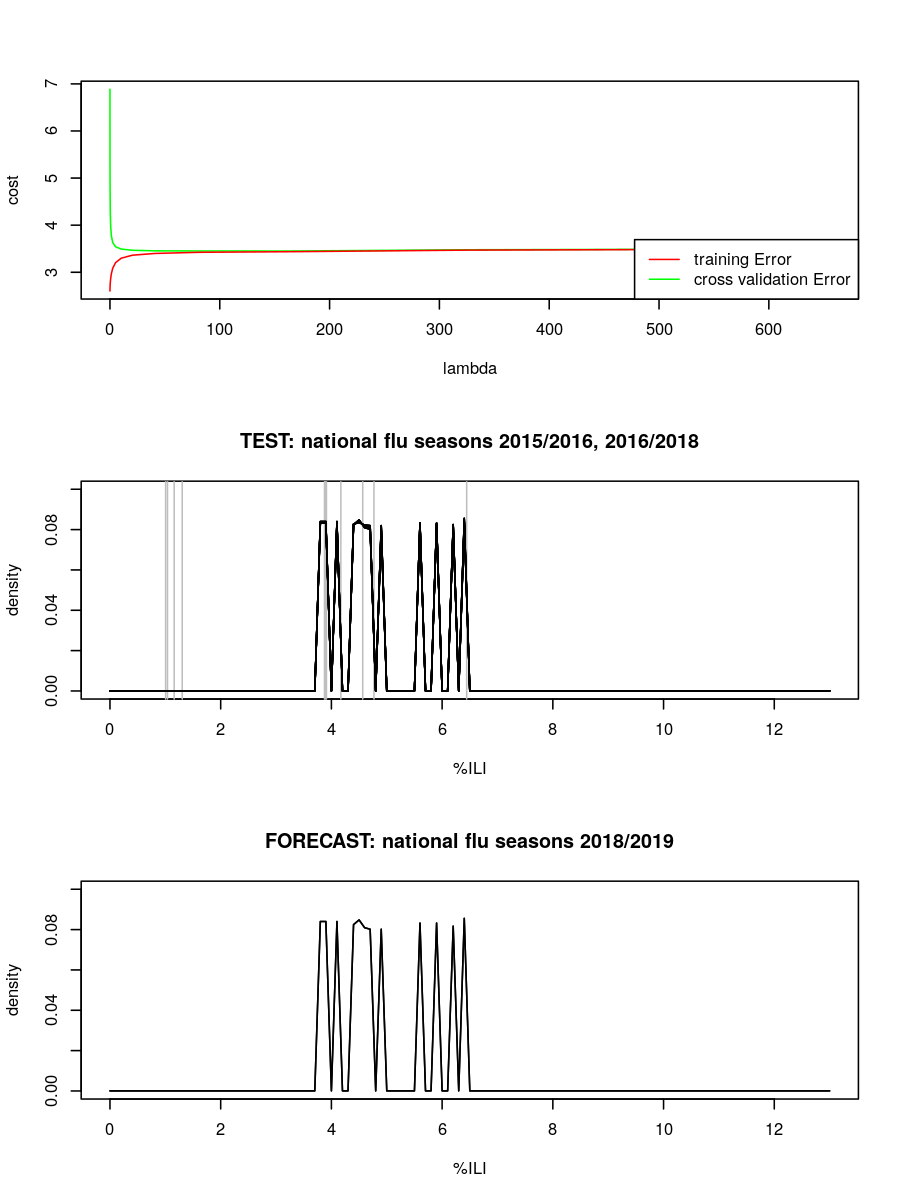 7
6
5
4
3
cost
training Error
cross validation Error
0 100 200 300 400 500 600
lambda
TEST: national flu seasons 2015/2016, 2016/2018
0.08
0.04
0.00
density
0 2 4 6 8 10 12
%ILI
FORECAST: national flu seasons 2018/2019
0.08
0.04
0.00
density
0 2 4 6 8 10 12
%ILI